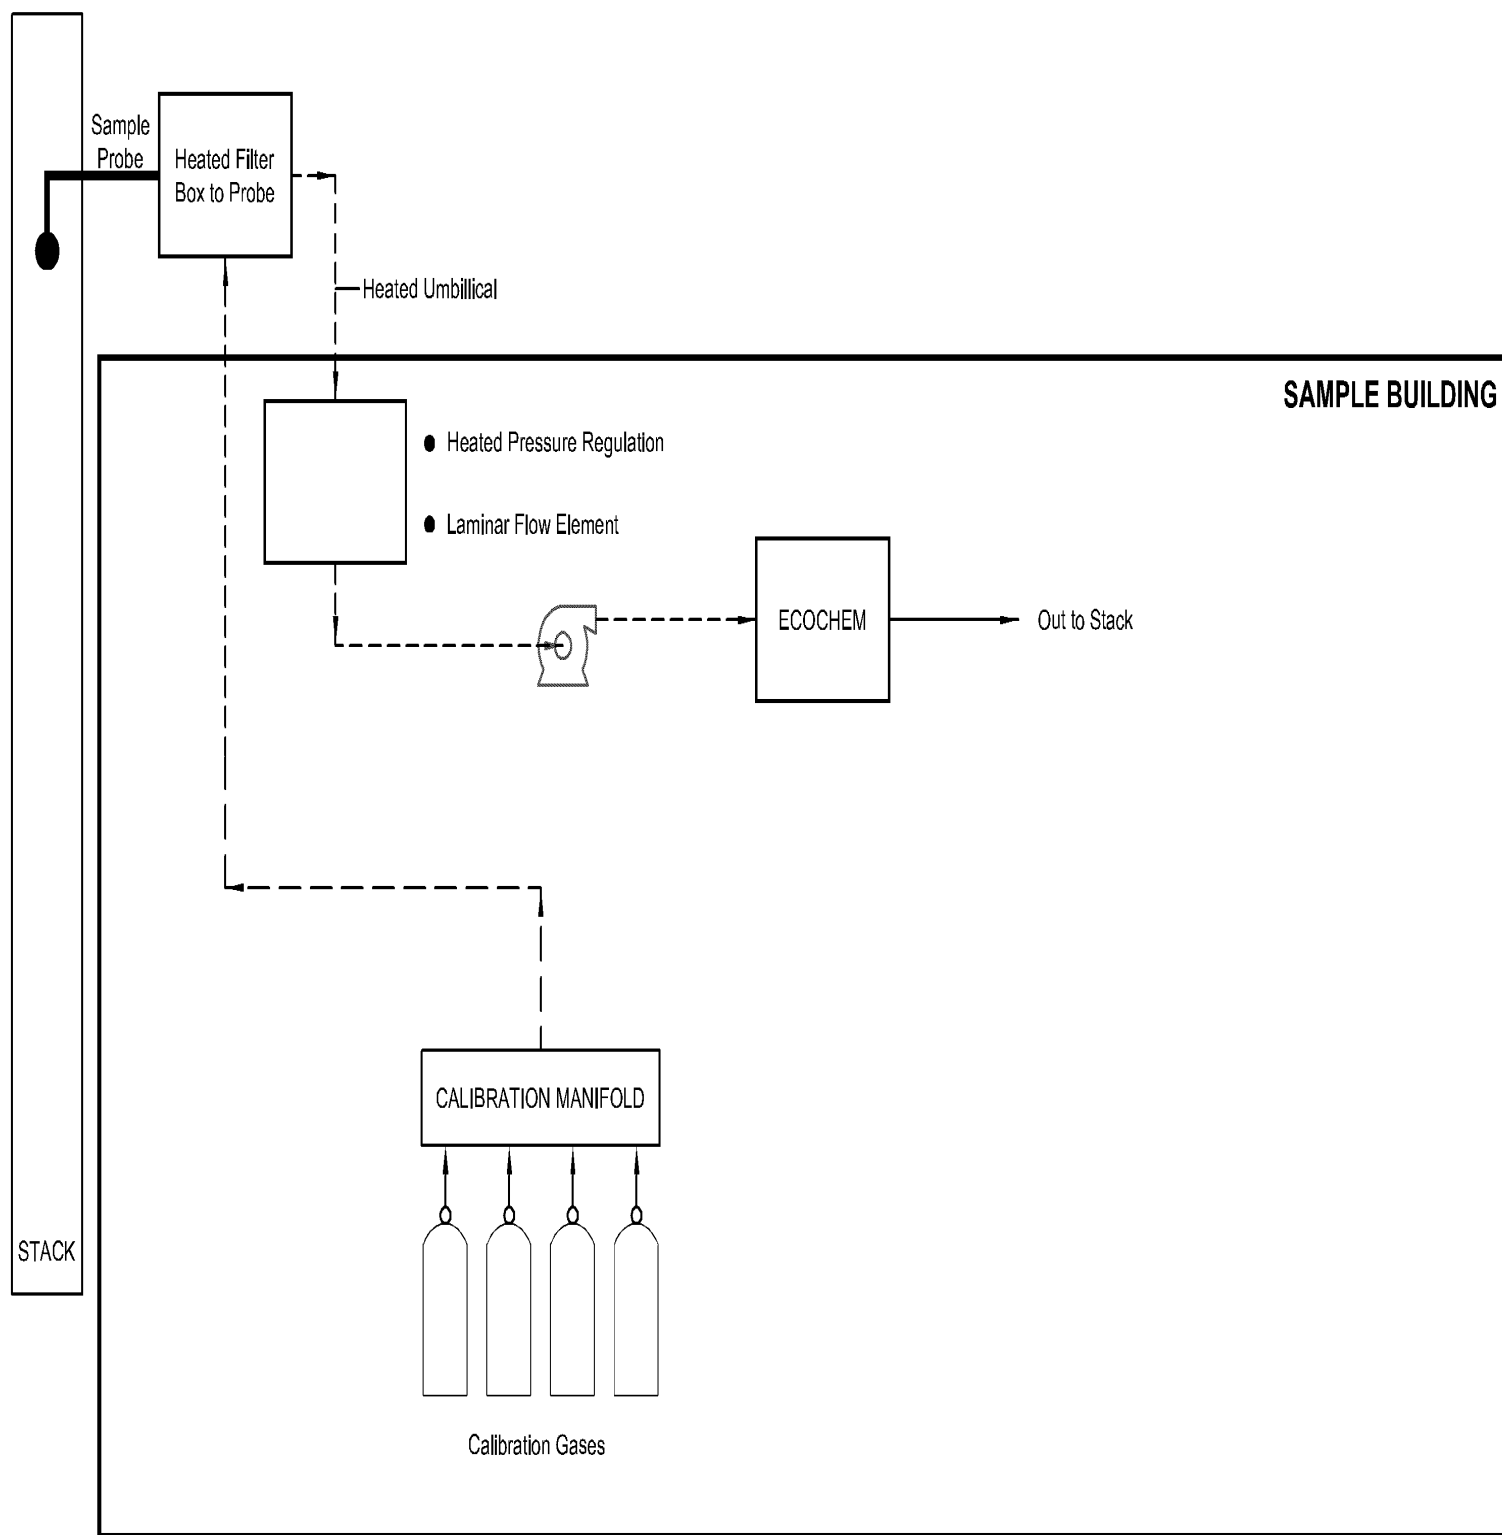 Sample
Probe
Heated Filter
Box to Probe
Heated Umbillical
SAMPLE BUILDING
Heated Pressure Regulation
Laminar Flow Element
ECOCHEM
Out to Stack
CALIBRATION MANIFOLD
STACK
Calibration Gases